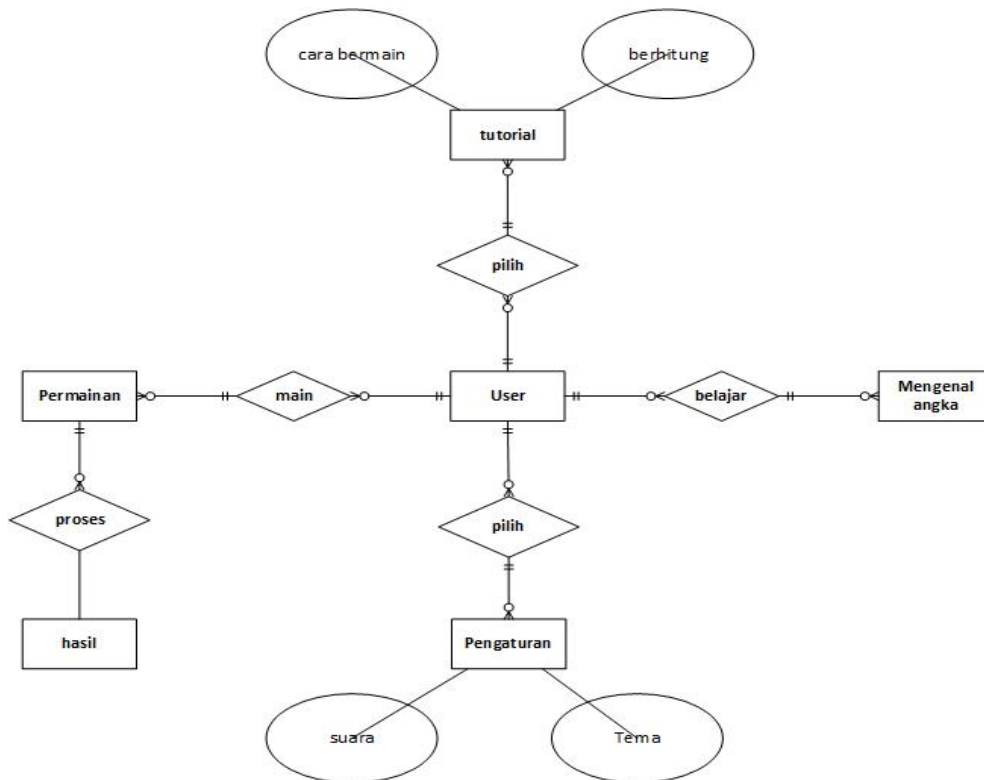 cara bermain
berhitung
tutorial
pilih
Permainan
main
User
belajar
Mengenal
angka
proses
pilih
hasil
Pengaturan
suara
Tema